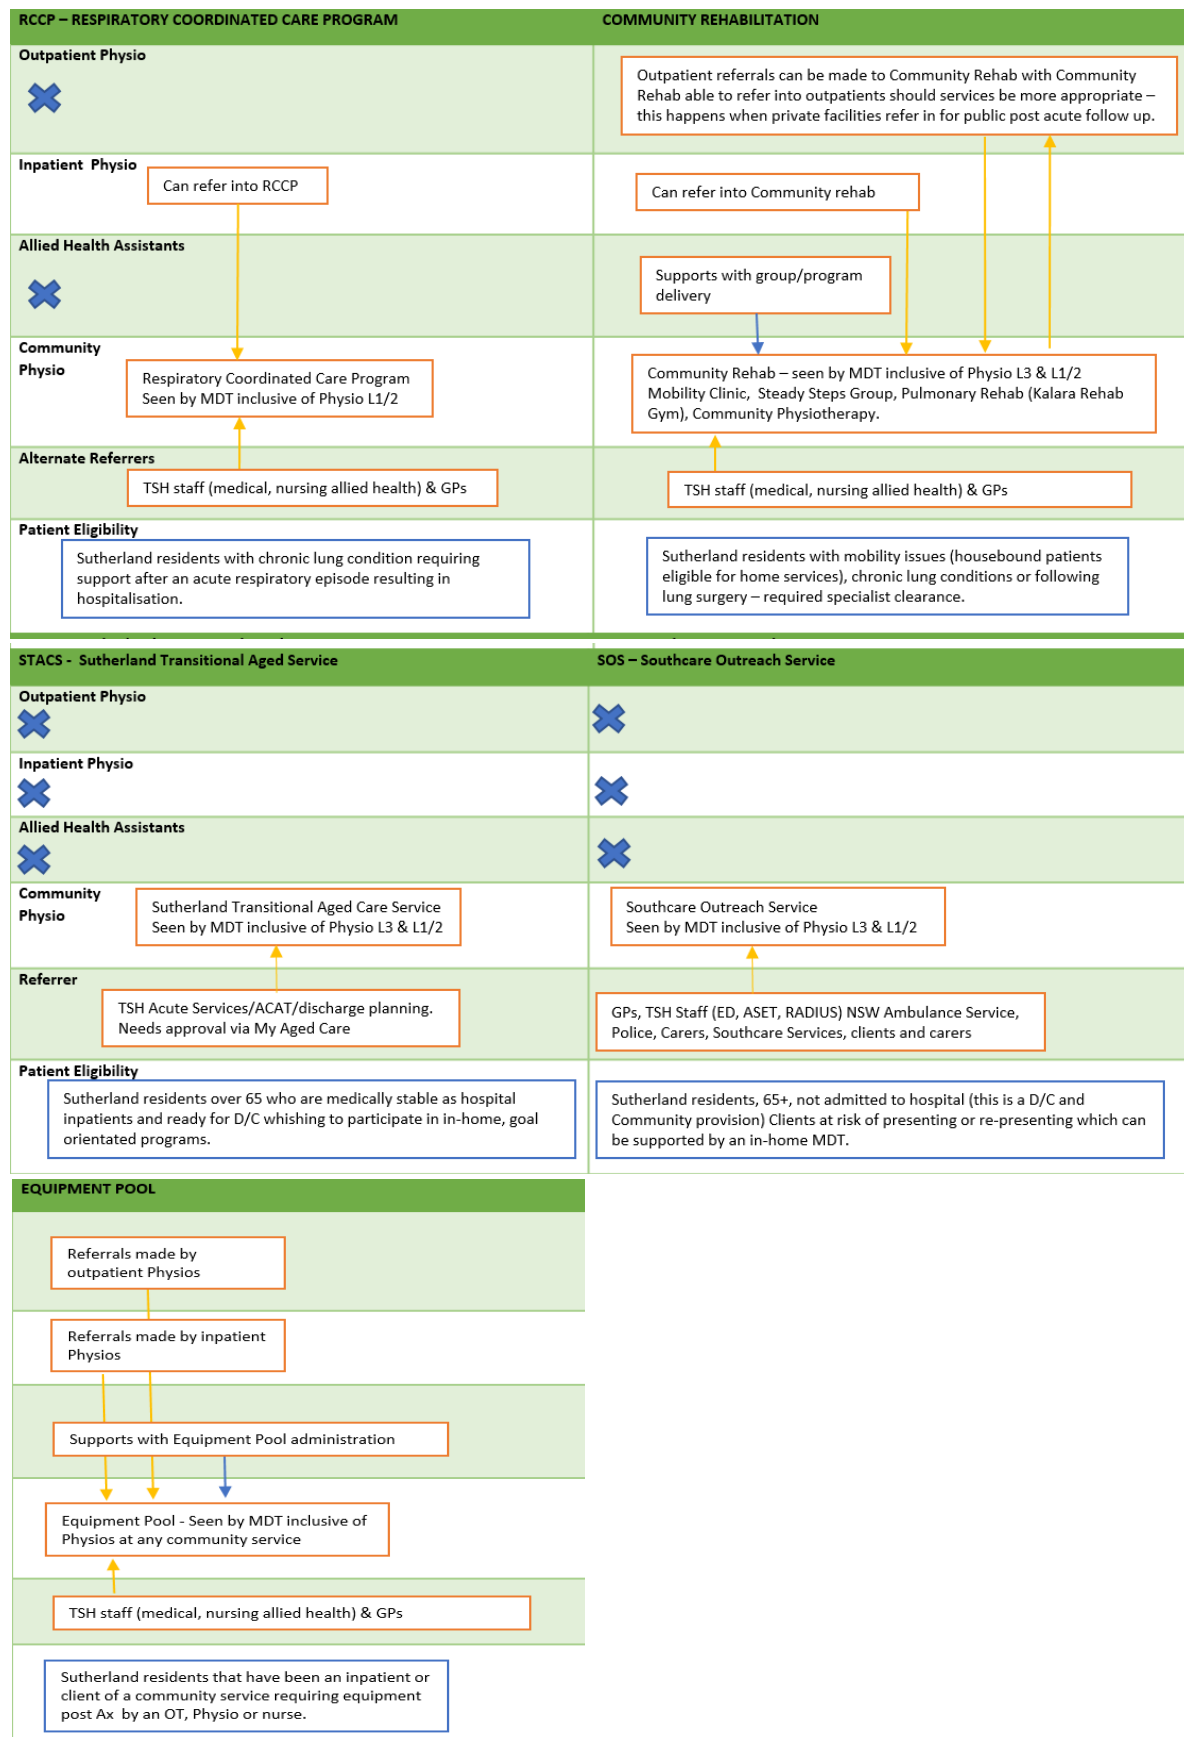 RCCP – RESPIRATORY COORDINATED CARE PROGRAM
COMMUNITY REHABILITATION
Outpatient Physio
Outpatient referrals can be made to Community Rehab with Community
Rehab able to refer into outpatients should services be more appropriate –
this happens when private facilities refer in for public post acute follow up.
Inpatient Physio
Can refer into RCCP
Can refer into Community rehab
Allied Health Assistants
Supports with group/program
delivery
Community
Physio
Respiratory Coordinated Care Program
Seen by MDT inclusive of Physio L1/2
Community Rehab – seen by MDT inclusive of Physio L3 & L1/2
Mobility Clinic, Steady Steps Group, Pulmonary Rehab (Kalara Rehab
Gym), Community Physiotherapy.
Alternate Referrers
TSH staff (medical, nursing allied health) & GPs
TSH staff (medical, nursing allied health) & GPs
Patient Eligibility
Sutherland residents with chronic lung condition requiring
support after an acute respiratory episode resulting in
hospitalisation.
Sutherland residents with mobility issues (housebound patients
eligible for home services), chronic lung conditions or following
lung surgery – required specialist clearance.
STACS - Sutherland Transitional Aged Service
SOS – Southcare Outreach Service
Outpatient Physio
Inpatient Physio
Allied Health Assistants
Community
Physio
Sutherland Transitional Aged Care Service
Seen by MDT inclusive of Physio L3 & L1/2
Southcare Outreach Service
Seen by MDT inclusive of Physio L3 & L1/2
Referrer
TSH Acute Services/ACAT/discharge planning.
Needs approval via My Aged Care
GPs, TSH Staff (ED, ASET, RADIUS) NSW Ambulance Service,
Police, Carers, Southcare Services, clients and carers
Patient Eligibility
Sutherland residents over 65 who are medically stable as hospital
inpatients and ready for D/C whishing to participate in in-home, goal
orientated programs.
Sutherland residents, 65+, not admitted to hospital (this is a D/C and
Community provision) Clients at risk of presenting or re-presenting which can
be supported by an in-home MDT.
EQUIPMENT POOL
Referrals made by
outpatient Physios
Referrals made by inpatient
Physios
Supports with Equipment Pool administration
Equipment Pool - Seen by MDT inclusive of
Physios at any community service
TSH staff (medical, nursing allied health) & GPs
Sutherland residents that have been an inpatient or
client of a community service requiring equipment
post Ax by an OT, Physio or nurse.